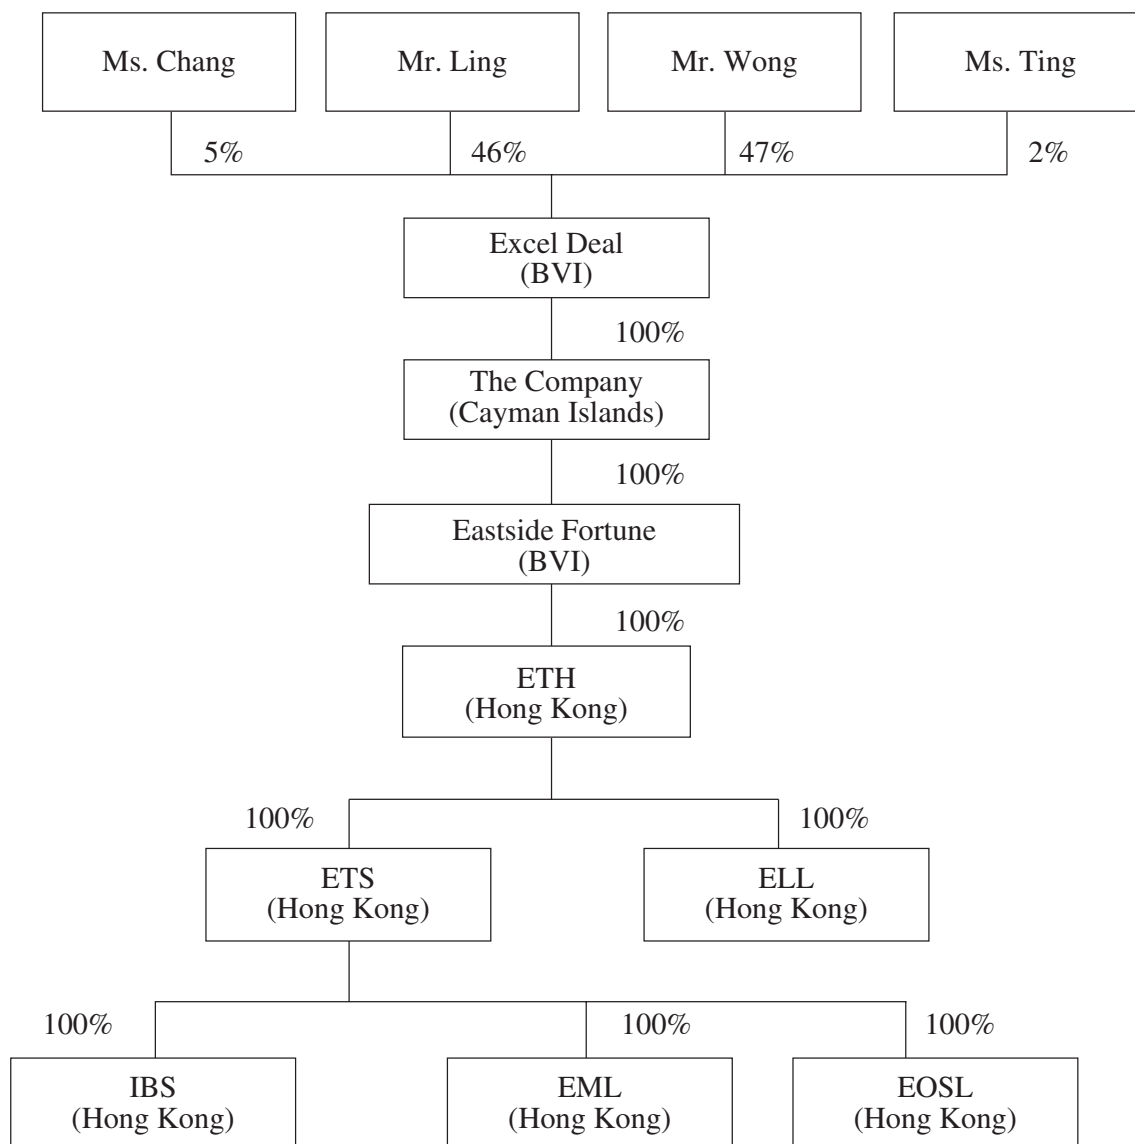 Ms. Chang
Mr. Ling
Mr. Wong
Ms. Ting
5%
46%
47%
2%
Excel Deal
(BVI)
100%
The Company
(Cayman Islands)
100%
Eastside Fortune
(BVI)
100%
ETH
(Hong Kong)
100%
100%
ETS
(Hong Kong)
ELL
(Hong Kong)
100%
100%
100%
IBS
(Hong Kong)
EML
(Hong Kong)
EOSL
(Hong Kong)